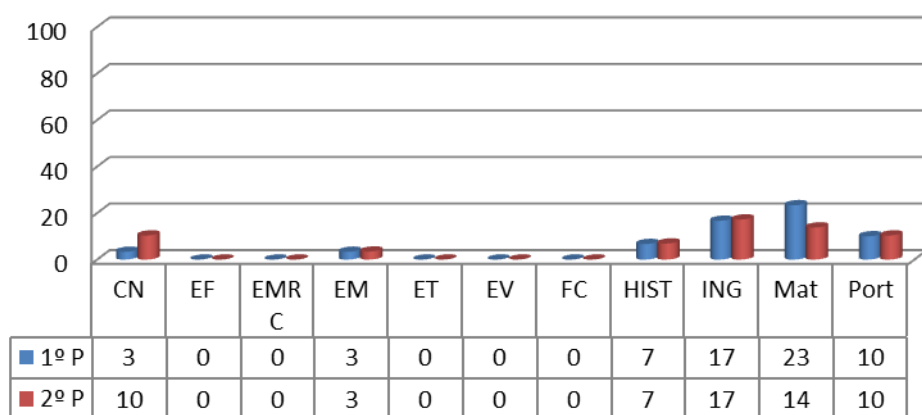 100
80
60
40
20
0
CN EF EMRC EM ET EV FC HIST ING Mat Port
1º P 3 0 0 3 0 0 0 7 17 23 10
2º P 10 0 0 3 0 0 0 7 17 14 10